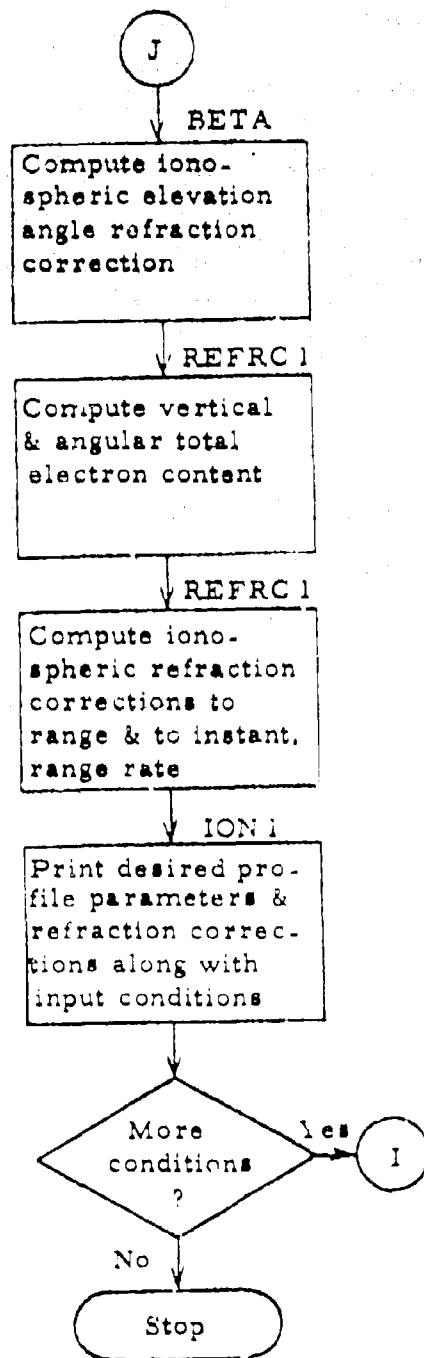 J
BETA
Compute iono-
spheric elevation
angle refraction
correction
REFRC 1
Compute vertical
& angular total
electron content
REFRC 1
Compute iono-
spheric refraction
corrections to
range & to instant.
range rate
ION 1
Print desired pro-
file parameters &
refraction correc-
tions along with
input conditions
More
conditions
?
Yes
I
No
Stop